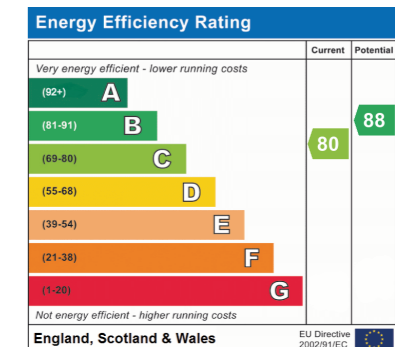 Energy Efficiency Rating
Current Potential
Very energy efficient - lower running costs
(92+) A
(81-91) B
88
(69-80) C
80
(55-68) D
(39-54) E
(21-38) F
(1-20) G
Not energy efficient - higher running costs
England, Scotland & Wales
EU Directive
2002/91/EC